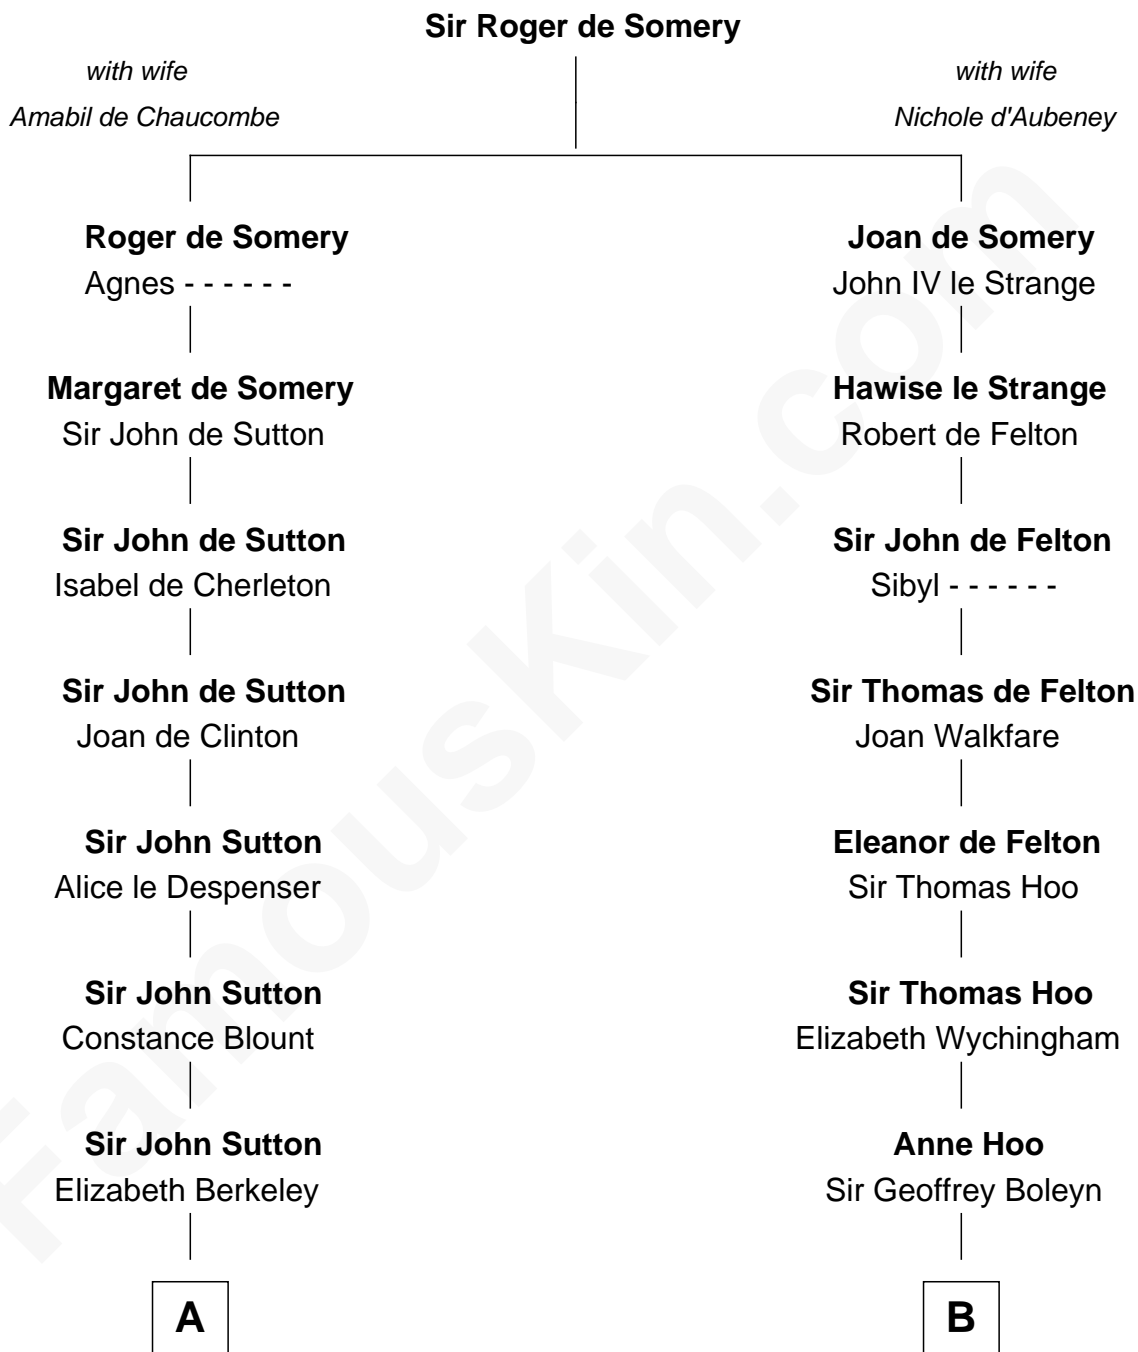 Sir Roger de Somery
with wife
Amabil de Chaucombe
with wife
Nichole d'Aubeney
Roger de Somery
Agnes - - - - - -
Joan de Somery
John IV le Strange
Margaret de Somery
Sir John de Sutton
Hawise le Strange
Robert de Felton
Sir John de Sutton
Isabel de Cherleton
Sir John de Felton
Sibyl - - - - - -
Sir John de Sutton
Joan de Clinton
Sir Thomas de Felton
Joan Walkfare
Sir John Sutton
Alice le Despenser
Eleanor de Felton
Sir Thomas Hoo
Sir John Sutton
Constance Blount
Sir Thomas Hoo
Elizabeth Wychingham
Sir John Sutton
Elizabeth Berkeley
Anne Hoo
Sir Geoffrey Boleyn
A
B
FamousKin.com